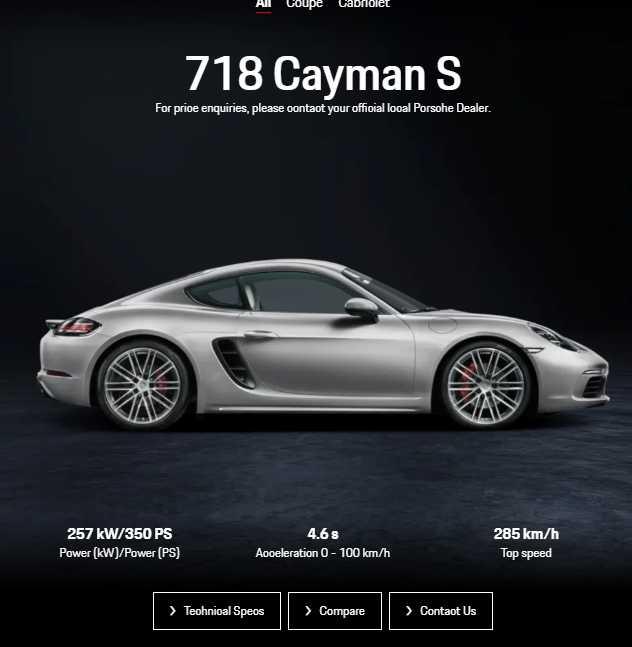 All Coupe Cabriolet
718 Cayman S
For price enquiries, please contact your official local Porsche Dealer.
257 kW/350 PS 4.6 s 285 km/h
Power (kW)/Power (PS) Acceleration 0 - 100 km/h Top speed
Technical Specs Compare Contact Us